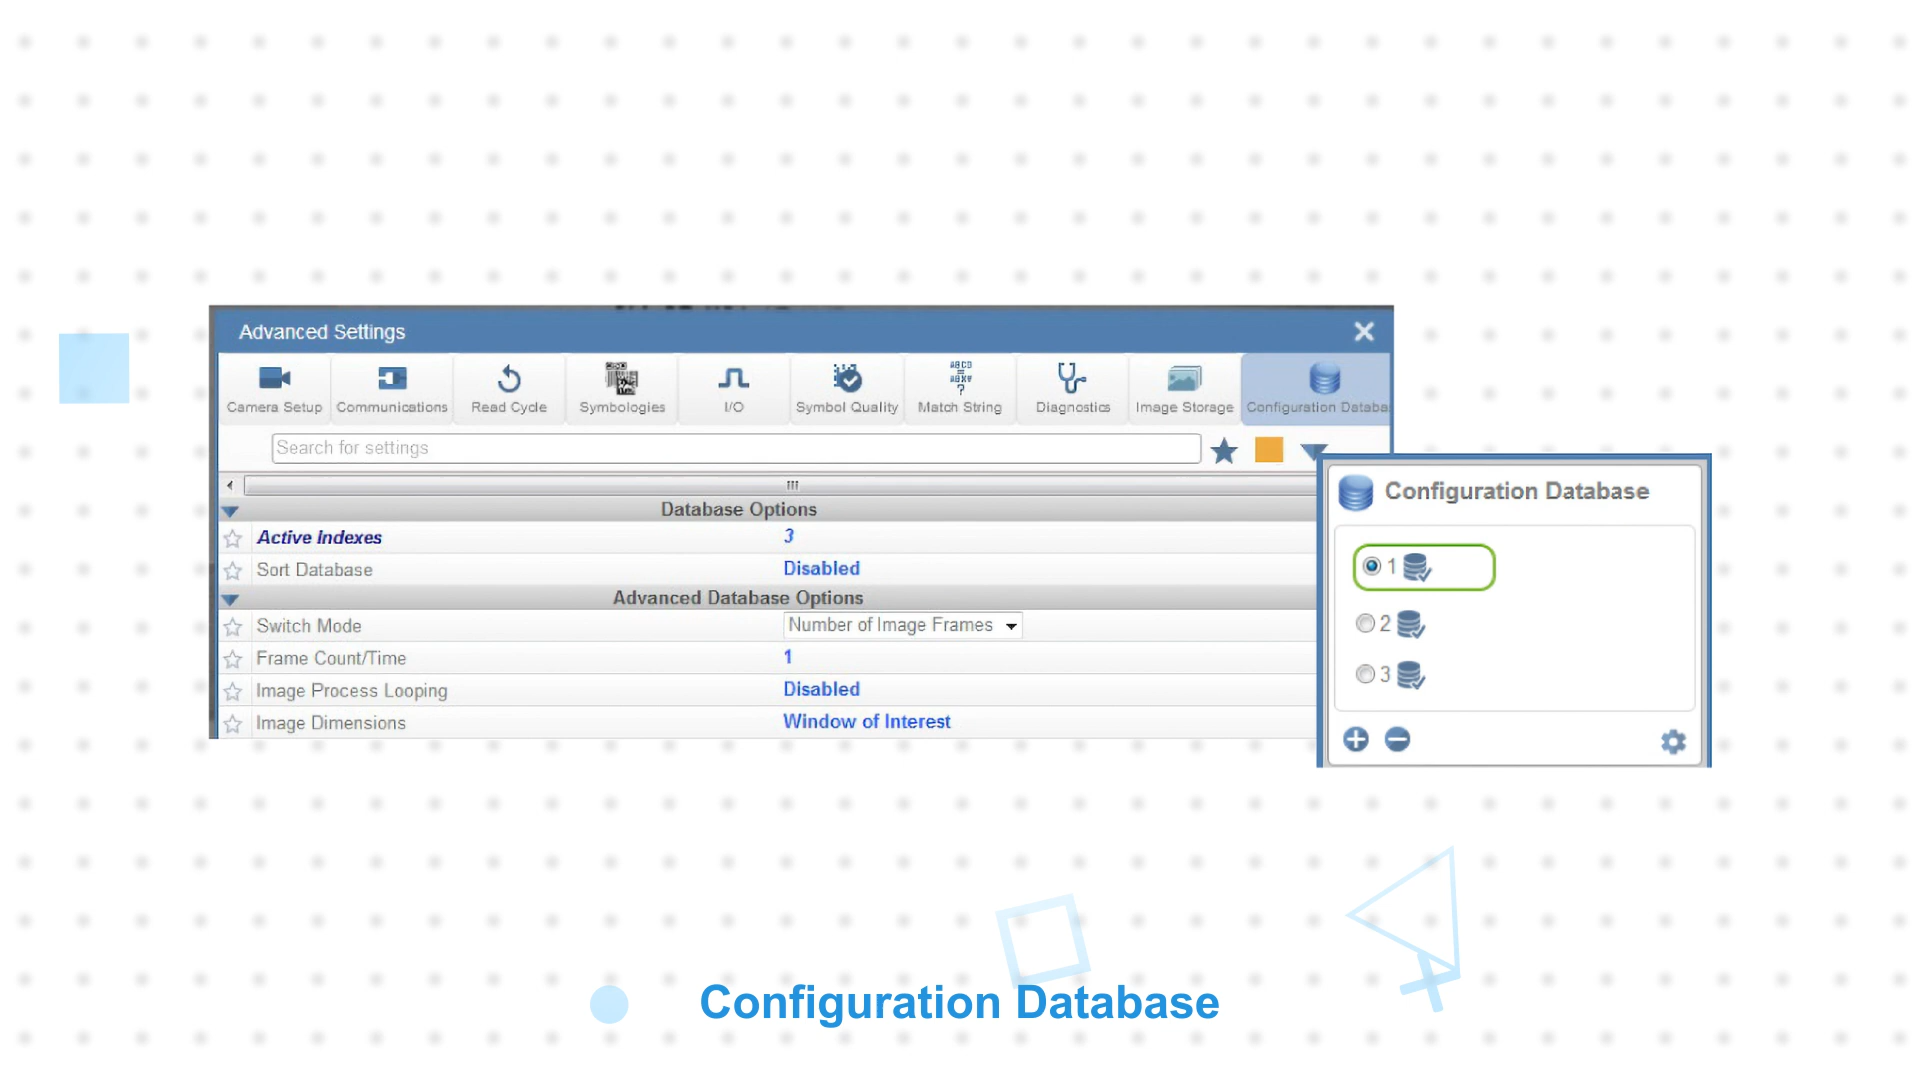 Advanced Settings
Camera Setup Communications Read Cycle Symbologies I/O Symbol Quality Match String Diagnostics Image Storage Configuration Databa
ABCD
=
ABXY
?
Search for settings
Database Options
Active Indexes 3
Sort Database Disabled
Advanced Database Options
Switch Mode Number of Image Frames
Frame Count/Time 1
Image Process Looping Disabled
Image Dimensions Window of Interest
Configuration Database
1
2
3
Configuration Database